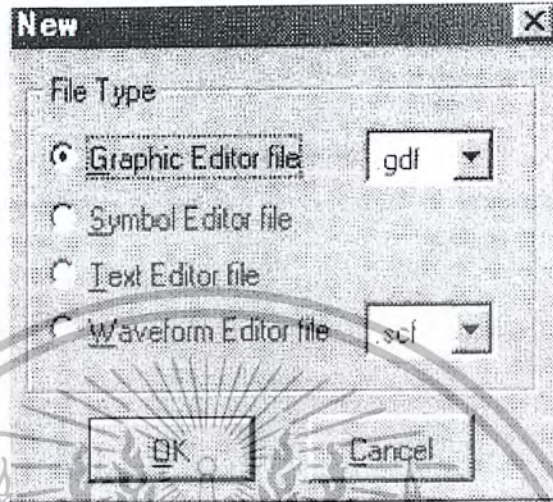 New
File Type
Graphic Editor file .gdf
Symbol Editor file
Text Editor file
Waveform Editor file .scf
OK Cancel